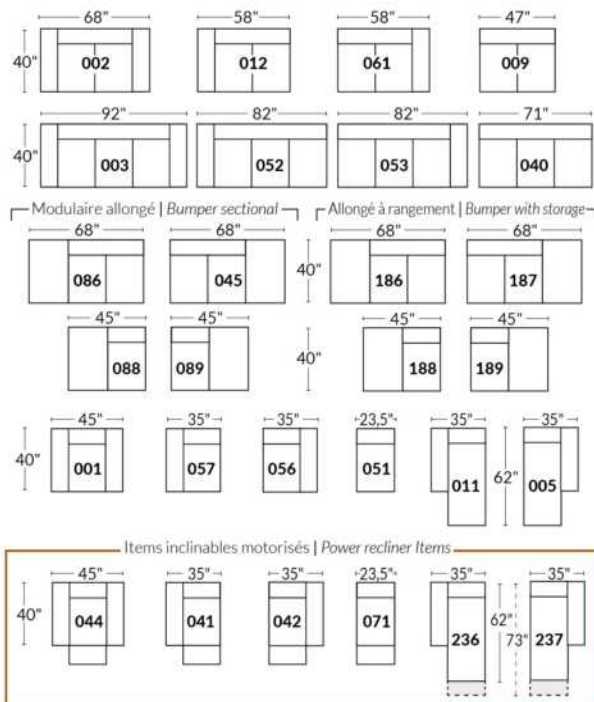 68" 58" 58" 47"
40" 002 012 061 009
92" 82" 82" 71"
40" 003 052 053 040
Modulaire allongé | Bumper sectional Allongé à rangement | Bumper with storage
68" 68" 68" 68"
086 045 40" 186 187
45" 45" 45" 45"
088 089 40" 188 189
45" 35" 35" 23,5" 35" 35"
40" 001 057 056 051 011 62" 005
Items inclinables motorisés | Power recliner Items
45" 35" 35" 23,5" 35" 35"
40" 044 041 042 071 236 62" 73" 237